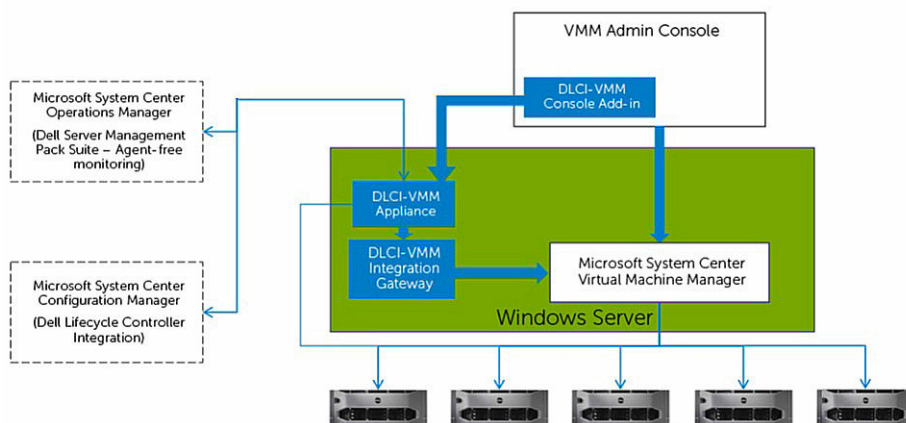 VMM Admin Console
DLCI-VMM
Console Add-in
Microsoft System Center
Operations Manager
(Dell Server Management
Pack Suite – Agent-free
monitoring)
DLCI-VMM
Appliance
DLCI-VMM
Integration
Gateway
Microsoft System Center
Virtual Machine Manager
Microsoft System Center
Configuration Manager
(Dell Lifecycle Controller
Integration)
Windows Server